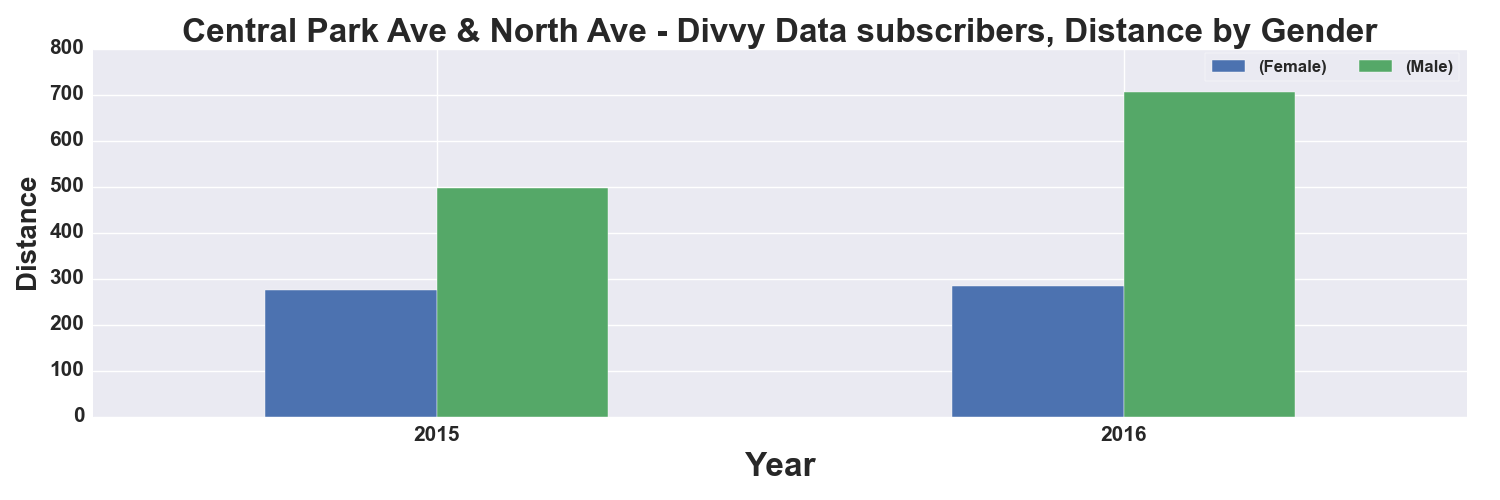 Central Park Ave & North Ave - Divvy Data subscribers, Distance by Gender
(Female) (Male)
800
700
600
500
400
300
200
100
0
Distance
2015 2016
Year